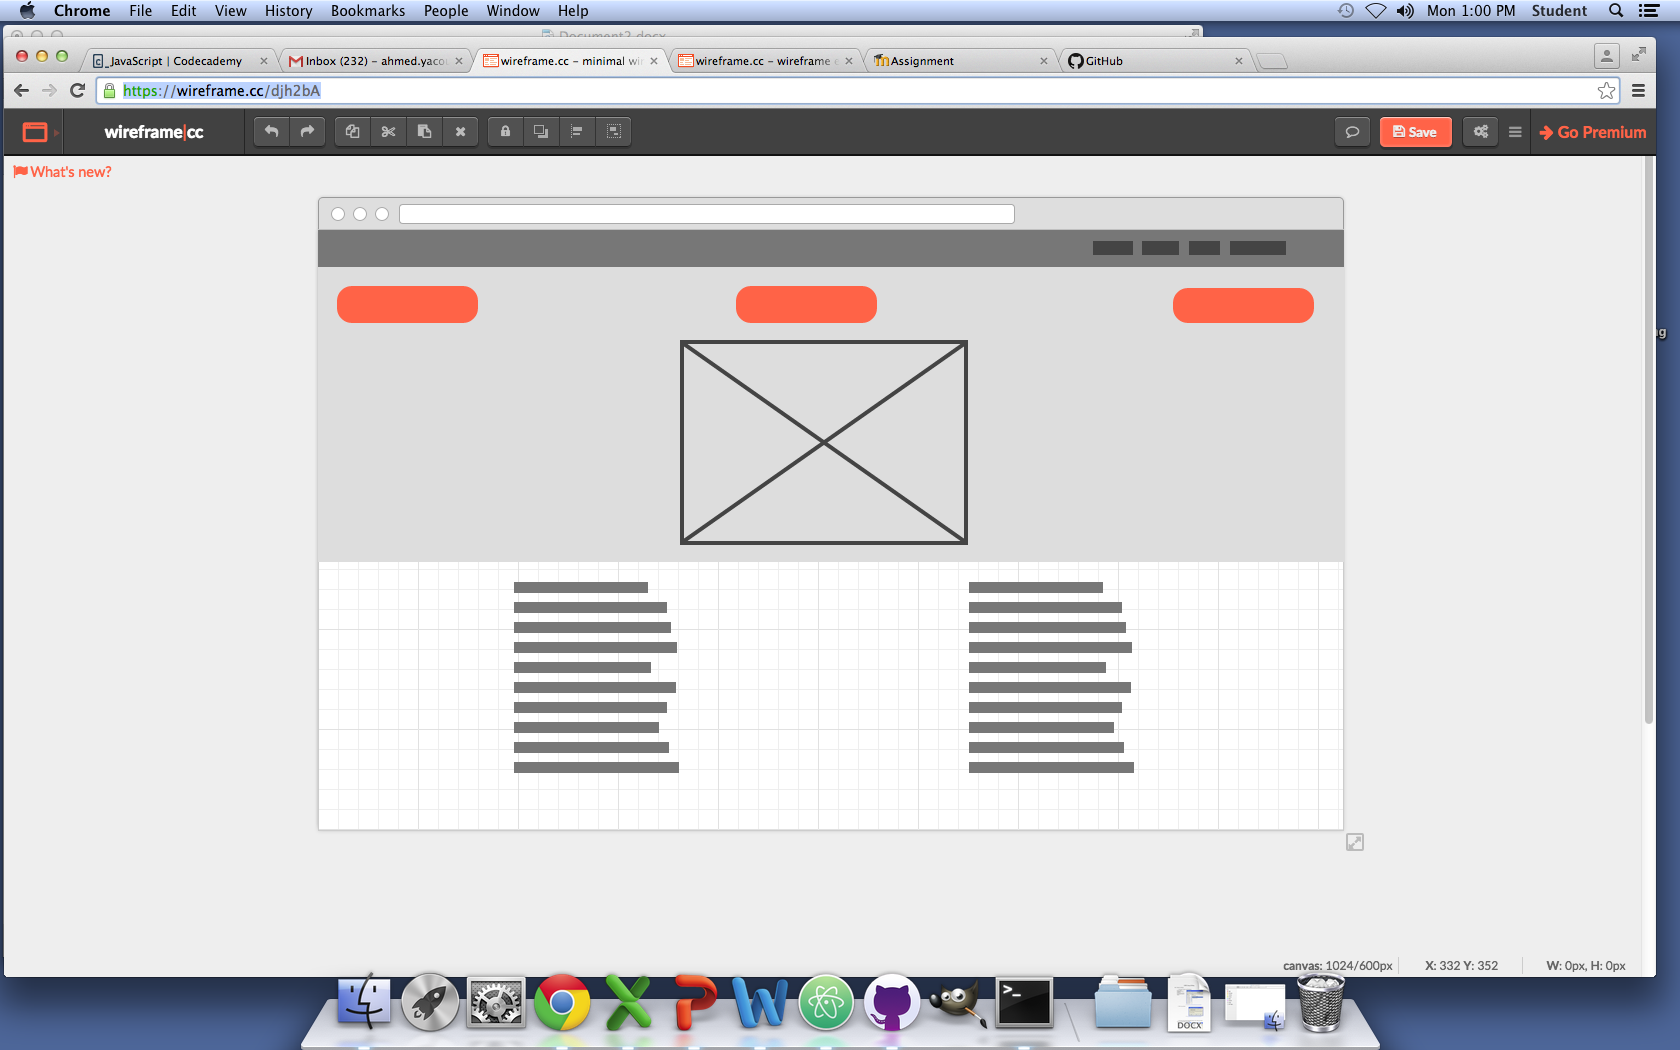 Chrome File Edit View History Bookmarks People Window Help Mon 1:00 PM Student
Document2.docx
JavaScript | Codecademy Inbox (232) – ahmed.yaco wireframe.cc – minimal wi wireframe.cc – wireframe Assignment GitHub
https://wireframe.cc/djh2bA
wireframe|cc Save Go Premium
What's new?
canvas: 1024/600px X: 332 Y: 352 W: 0px, H: 0px
DOCX